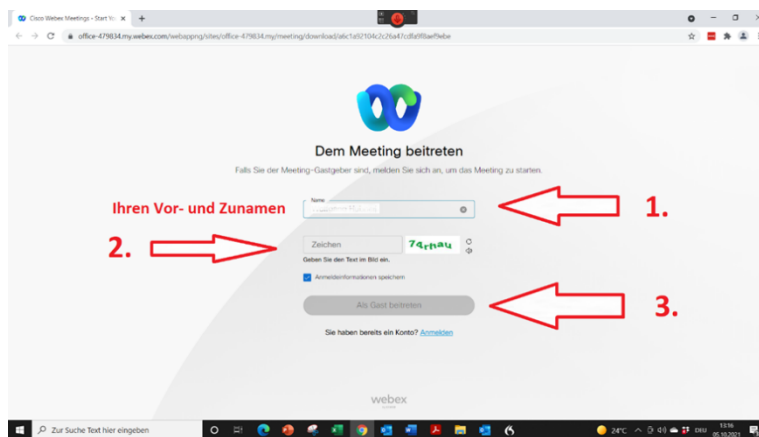 Cisco Webex Meetings - Start Yo
office-479834.my.webex.com/webappng/sites/office-479834.my/meeting/download/a6c1a92104c2c26a47cdfa9f8aef9ebe
Dem Meeting beitreten
Falls Sie der Meeting-Gastgeber sind, melden Sie sich an, um das Meeting zu starten.
Name
Ihren Vor- und Zunamen
1.
2.
Zeichen
74rhau
Geben Sie den Text im Bild ein.
Anmeldeinformationen speichern
Als Gast beitreten
3.
Sie haben bereits ein Konto? Anmelden
webex
Zur Suche Text hier eingeben
24°C
DEU
13:16
05.10.2021